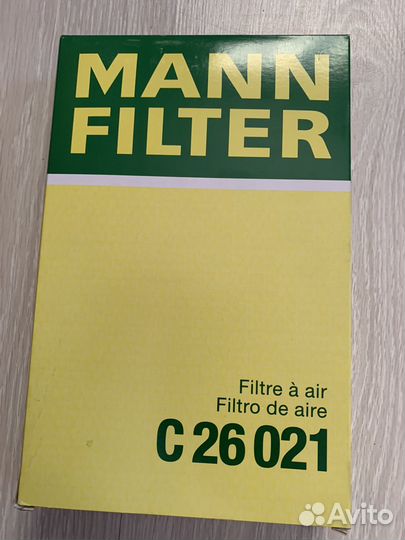 MANN
FILTER
Filtre à air
Filtro de aire
C 26 021
Avito